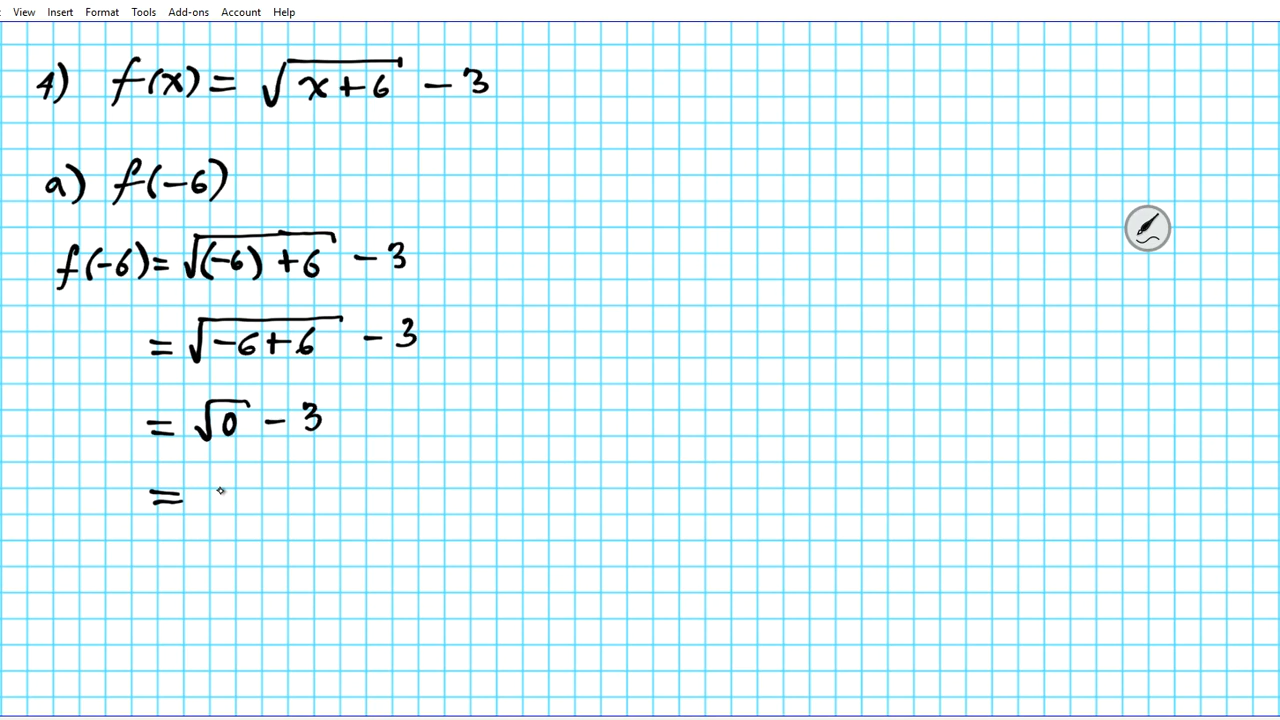 View Insert Format Tools Add-ons Account Help
4) f(x) = √(x+6) - 3
a) f(-6)
f(-6) = √((-6) + 6) - 3
= √(-6+6) - 3
= √0 - 3
=